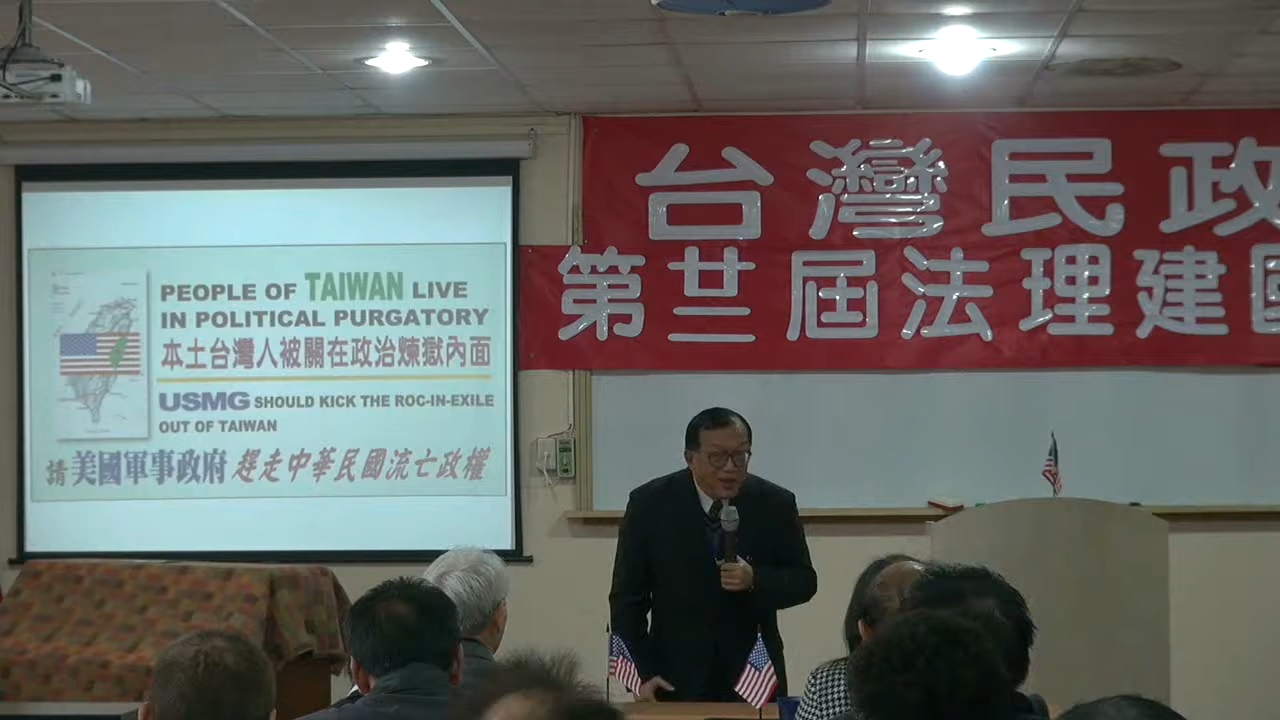 PEOPLE OF TAIWAN LIVE
IN POLITICAL PURGATORY
本土台灣人被關在政治煉獄內面
USMG SHOULD KICK THE ROC-IN-EXILE
OUT OF TAIWAN
請美國軍事政府趕走中華民國流亡政權
台灣民政
第廿三屆法理建國